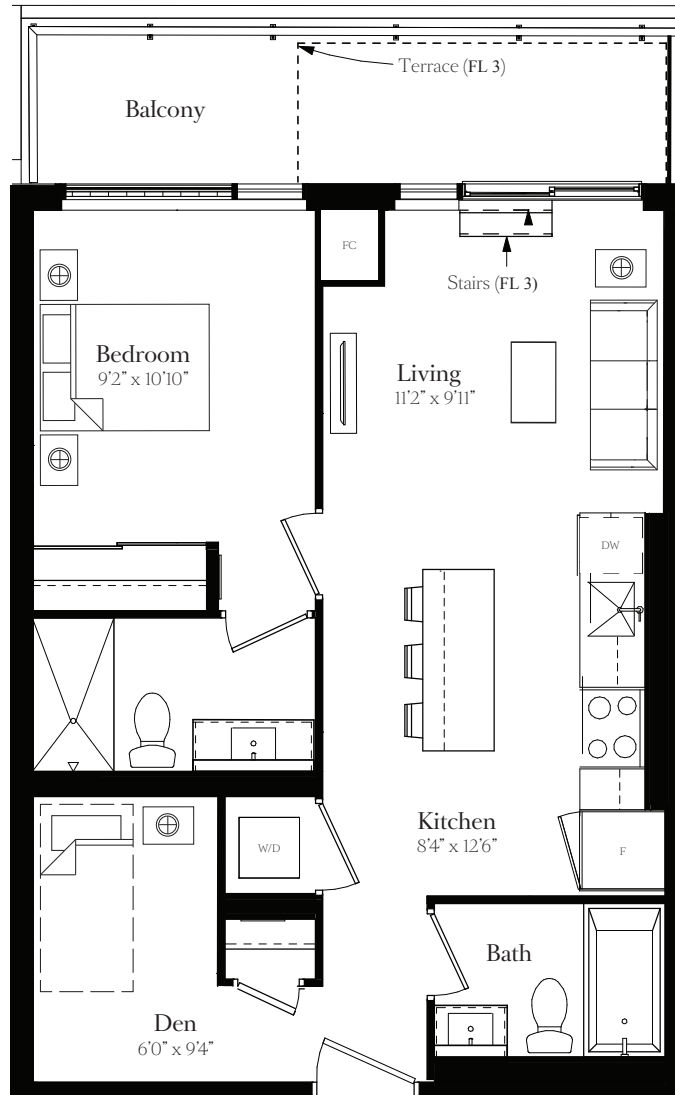 Terrace (FL 3)
Balcony
FC
Stairs (FL 3)
Bedroom
9'2” x 10'10”
Living
11'2” x 9'11”
DW
Kitchen
8'4” x 12'6”
W/D
F
Bath
Den
6'0” x 9'4”